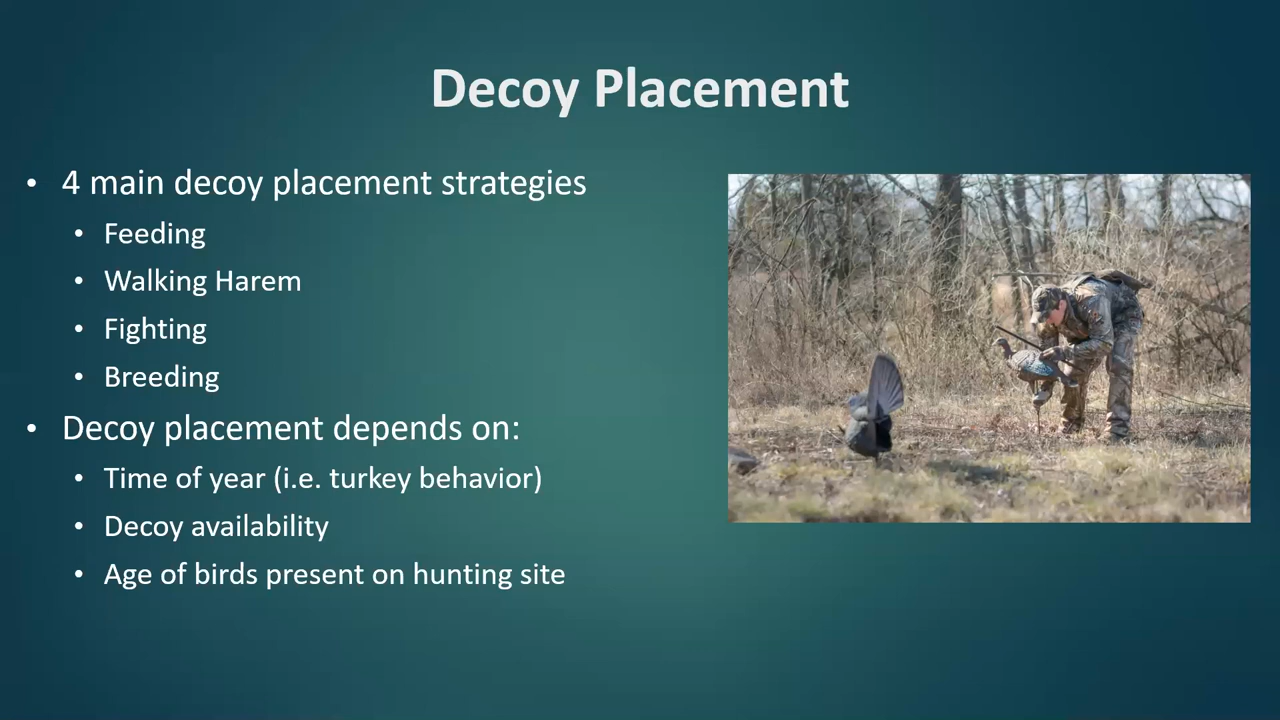 Decoy Placement
• 4 main decoy placement strategies
• Feeding
• Walking Harem
• Fighting
• Breeding
• Decoy placement depends on:
• Time of year (i.e. turkey behavior)
• Decoy availability
• Age of birds present on hunting site